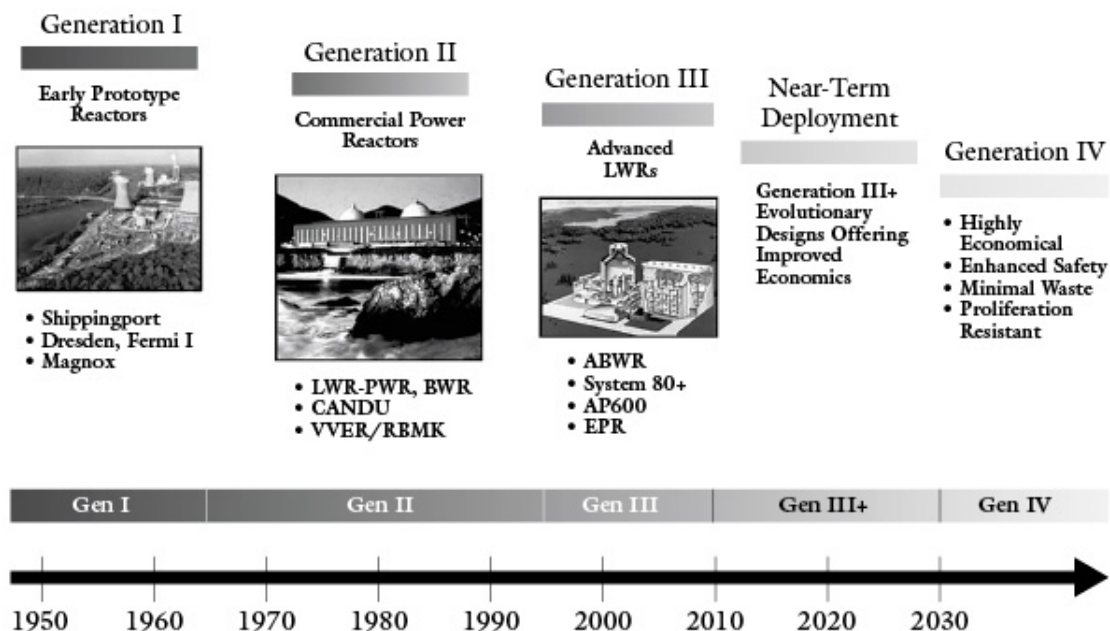 Generation I
Early Prototype
Reactors
• Shippingport
• Dresden, Fermi I
• Magnox
Generation II
Commercial Power
Reactors
• LWR-PWR, BWR
• CANDU
• VVER/RBMK
Generation III
Advanced
LWRs
• ABWR
• System 80+
• AP600
• EPR
Near-Term
Deployment
Generation III+
Evolutionary
Designs Offering
Improved
Economics
Generation IV
• Highly
Economical
• Enhanced Safety
• Minimal Waste
• Proliferation
Resistant
Gen I Gen II Gen III Gen III+ Gen IV
1950 1960 1970 1980 1990 2000 2010 2020 2030